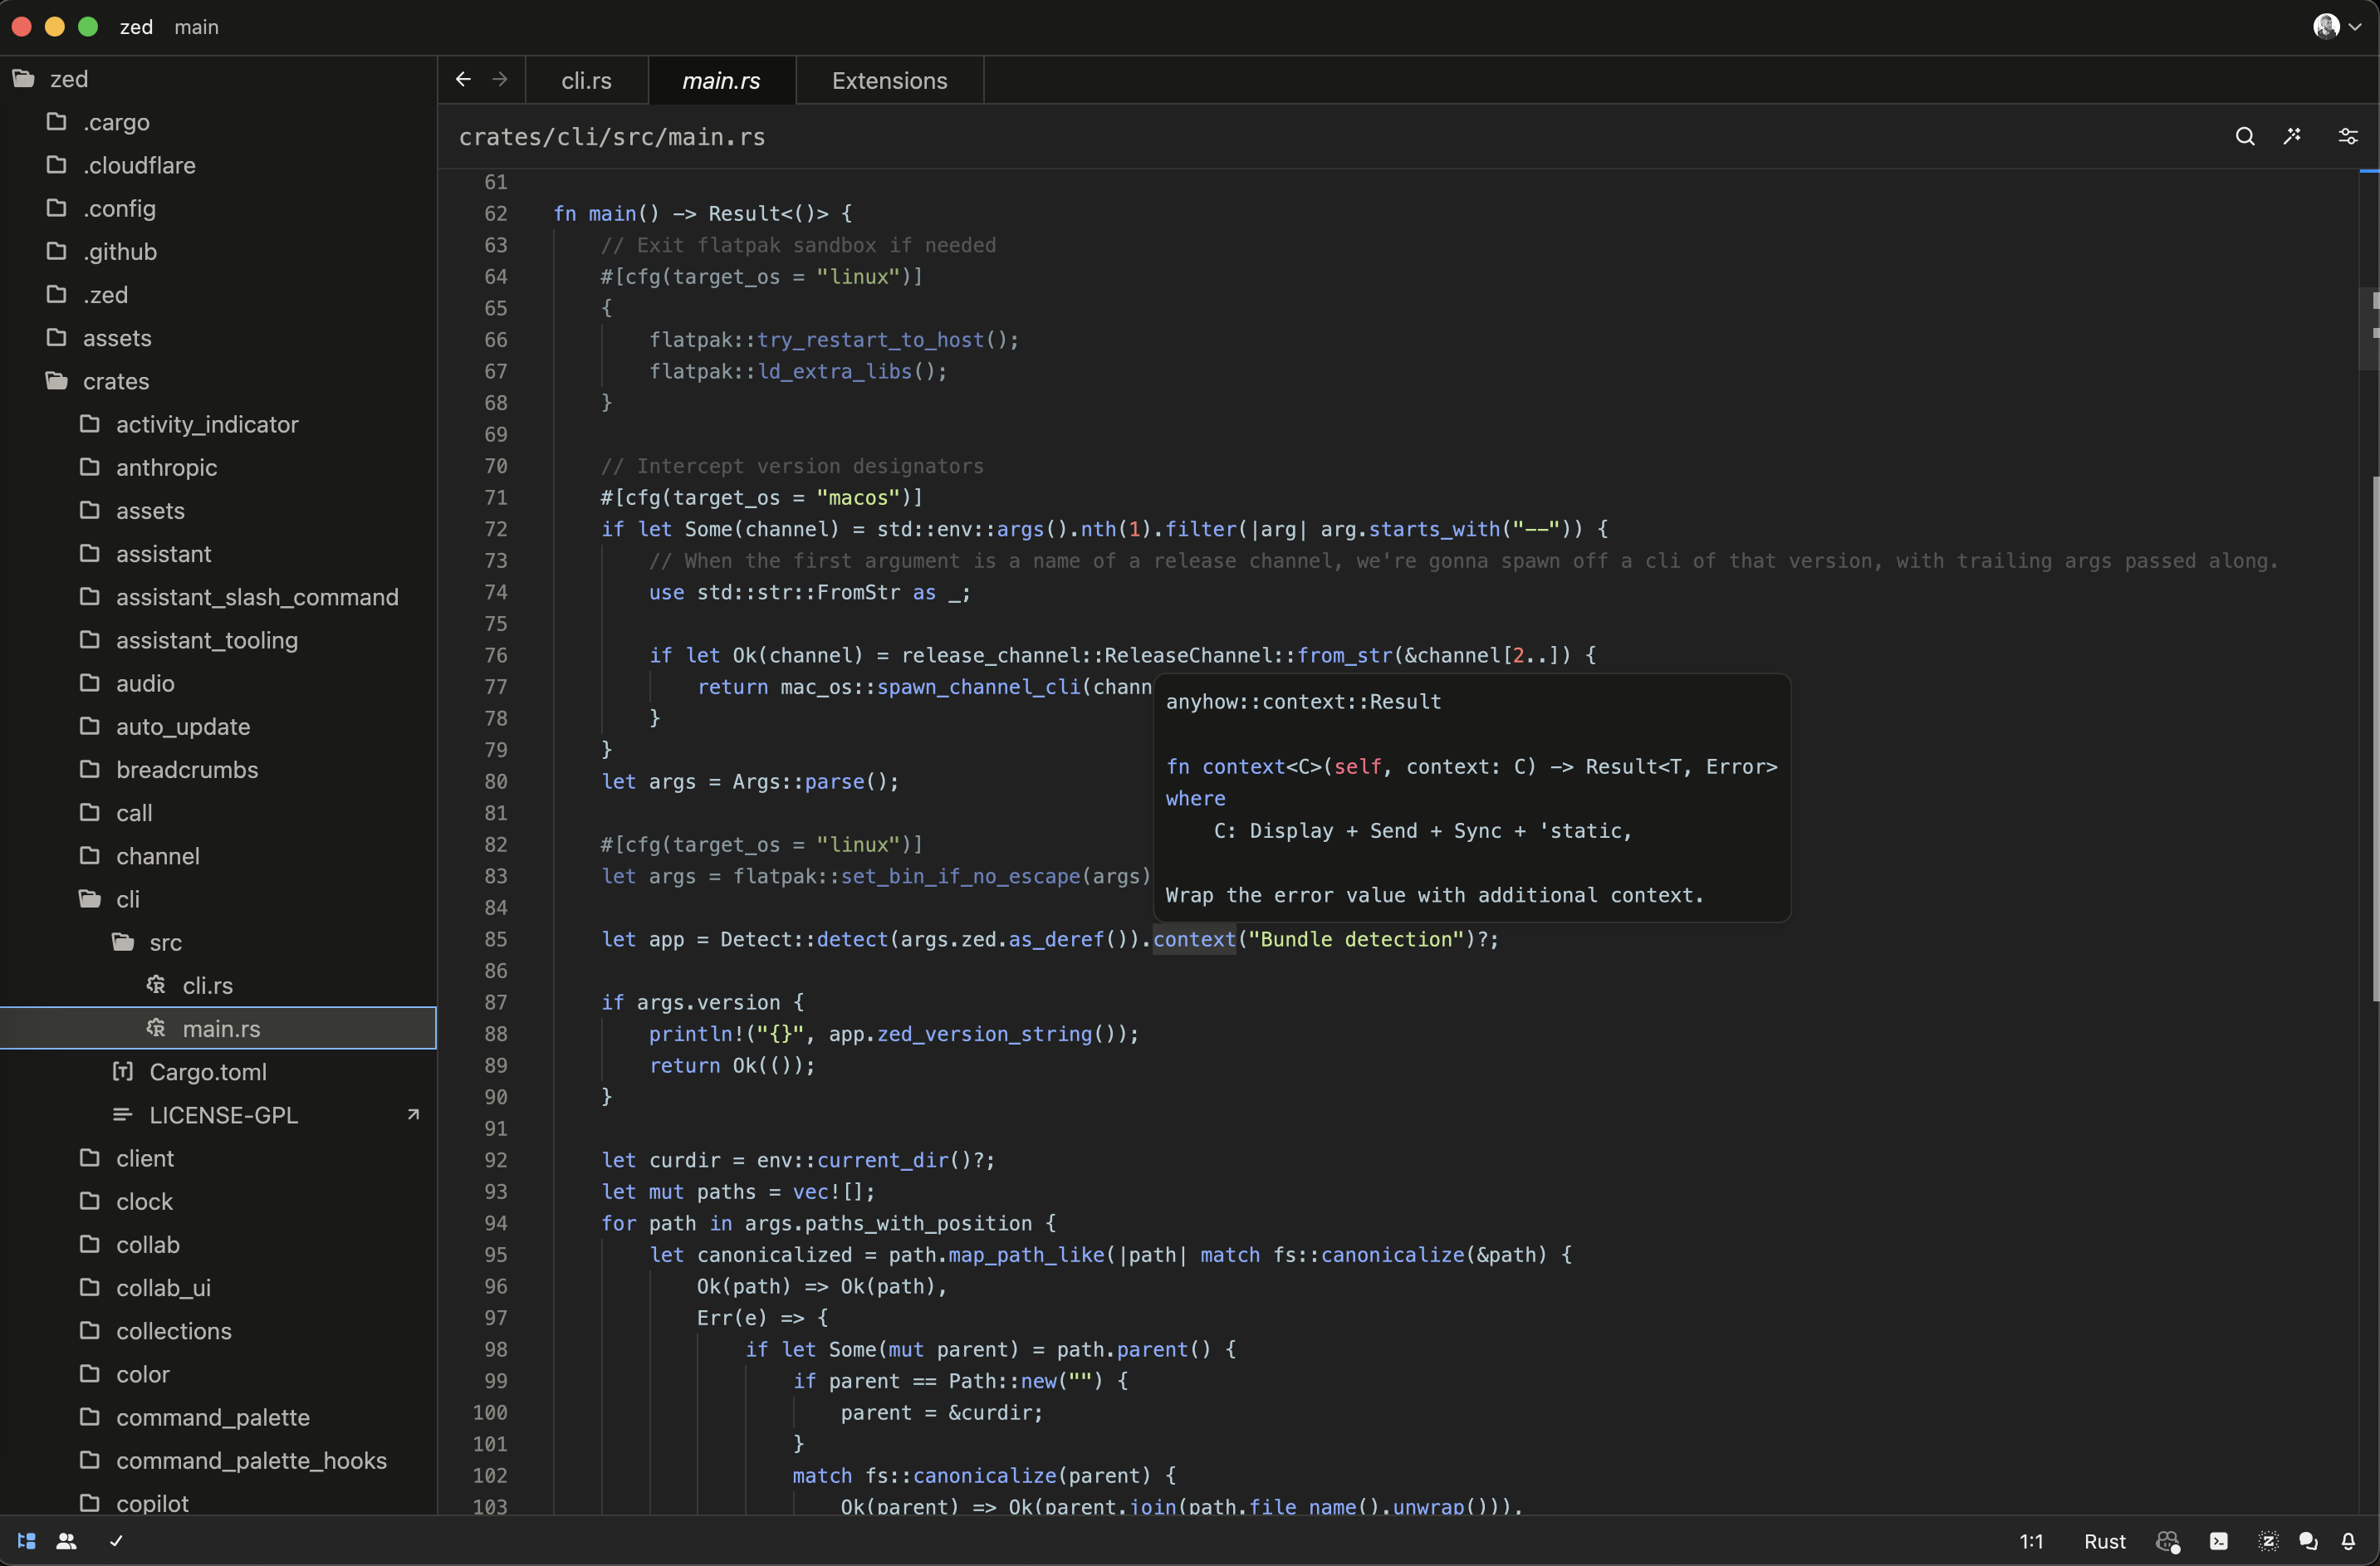 zed main
zed
.cargo
.cloudflare
.config
.github
.zed
assets
crates
activity_indicator
anthropic
assets
assistant
assistant_slash_command
assistant_tooling
audio
auto_update
breadcrumbs
call
channel
cli
src
cli.rs
main.rs
Cargo.toml
LICENSE-GPL
client
clock
collab
collab_ui
collections
color
command_palette
command_palette_hooks
copilot
cli.rs main.rs Extensions
crates/cli/src/main.rs
61
62 fn main() -> Result<()> {
63     // Exit flatpak sandbox if needed
64     #[cfg(target_os = "linux")]
65     {
66         flatpak::try_restart_to_host();
67         flatpak::ld_extra_libs();
68     }
69
70     // Intercept version designators
71     #[cfg(target_os = "macos")]
72     if let Some(channel) = std::env::args().nth(1).filter(|arg| arg.starts_with("--")) {
73         // When the first argument is a name of a release channel, we're gonna spawn off a cli of that version, with trailing args passed along.
74         use std::str::FromStr as _;
75
76         if let Ok(channel) = release_channel::ReleaseChannel::from_str(&channel[2..]) {
77             return mac_os::spawn_channel_cli(chann
78         }
79     }
80     let args = Args::parse();
81
82     #[cfg(target_os = "linux")]
83     let args = flatpak::set_bin_if_no_escape(args)
84
85     let app = Detect::detect(args.zed.as_deref()).context("Bundle detection")?;
86
87     if args.version {
88         println!("{}", app.zed_version_string());
89         return Ok(());
90     }
91
92     let curdir = env::current_dir()?;
93     let mut paths = vec![];
94     for path in args.paths_with_position {
95         let canonicalized = path.map_path_like(|path| match fs::canonicalize(&path) {
96             Ok(path) => Ok(path),
97             Err(e) => {
98                 if let Some(mut parent) = path.parent() {
99                     if parent == Path::new("") {
100                         parent = &curdir;
101                     }
102                     match fs::canonicalize(parent) {
103                         Ok(parent) => Ok(parent.join(path.file_name().unwrap())),
anyhow::context::Result
fn context<C>(self, context: C) -> Result<T, Error>
where
    C: Display + Send + Sync + 'static,
Wrap the error value with additional context.
1:1 Rust